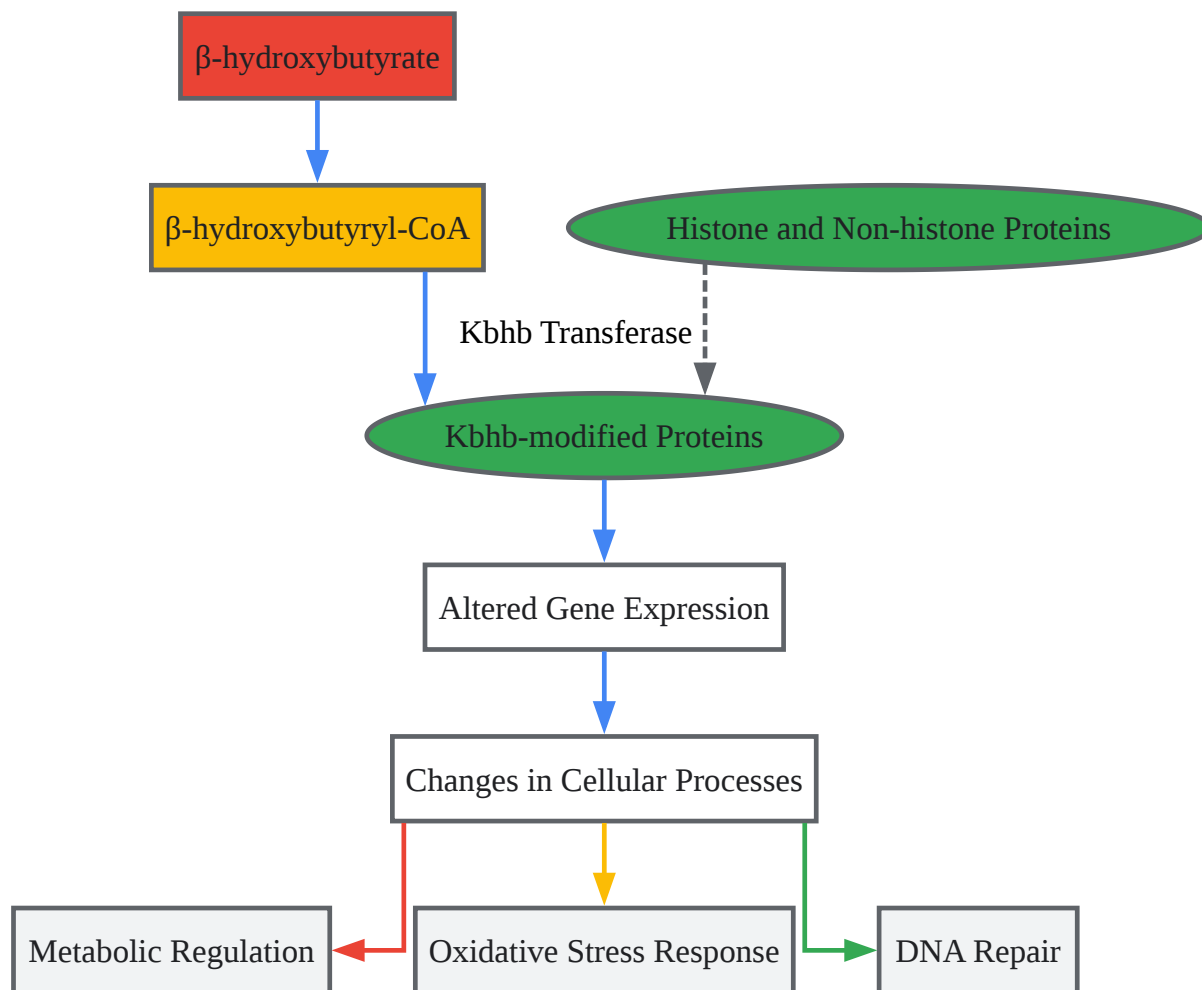 β-hydroxybutyrate
β-hydroxybutyryl-CoA
Histone and Non-histone Proteins
Kbhb Transferase
Kbhb-modified Proteins
Altered Gene Expression
Changes in Cellular Processes
Metabolic Regulation
Oxidative Stress Response
DNA Repair